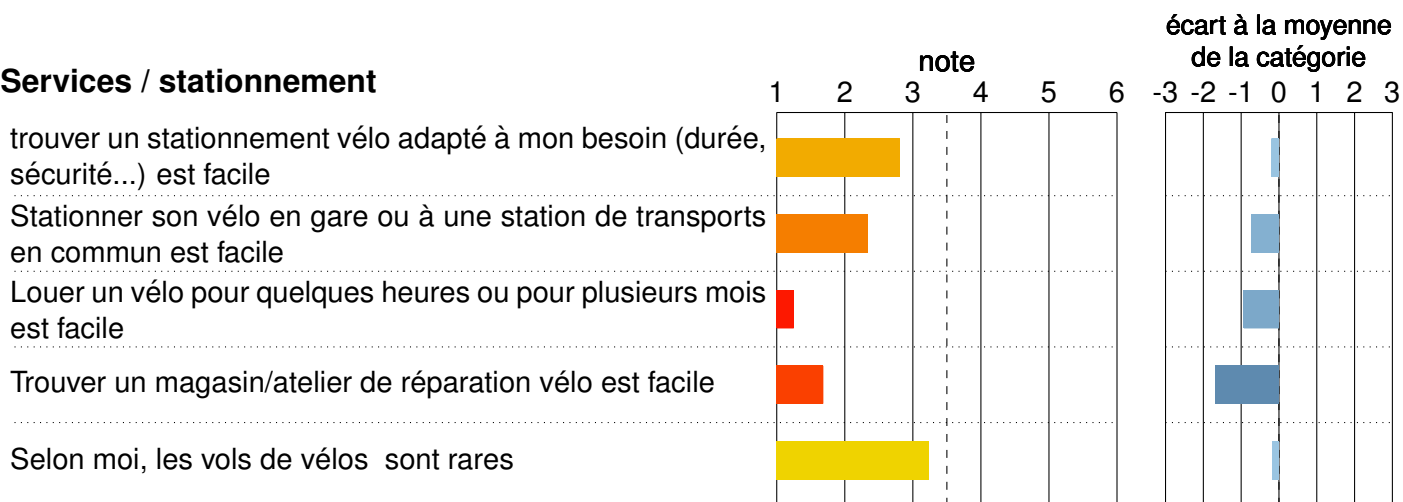 écart à la moyenne
de la catégorie
note
Services / stationnement
1 2 3 4 5 6
-3 -2 -1 0 1 2 3
trouver un stationnement vélo adapté à mon besoin (durée,
sécurité...) est facile
Stationner son vélo en gare ou à une station de transports
en commun est facile
Louer un vélo pour quelques heures ou pour plusieurs mois
est facile
Trouver un magasin/atelier de réparation vélo est facile
Selon moi, les vols de vélos  sont rares